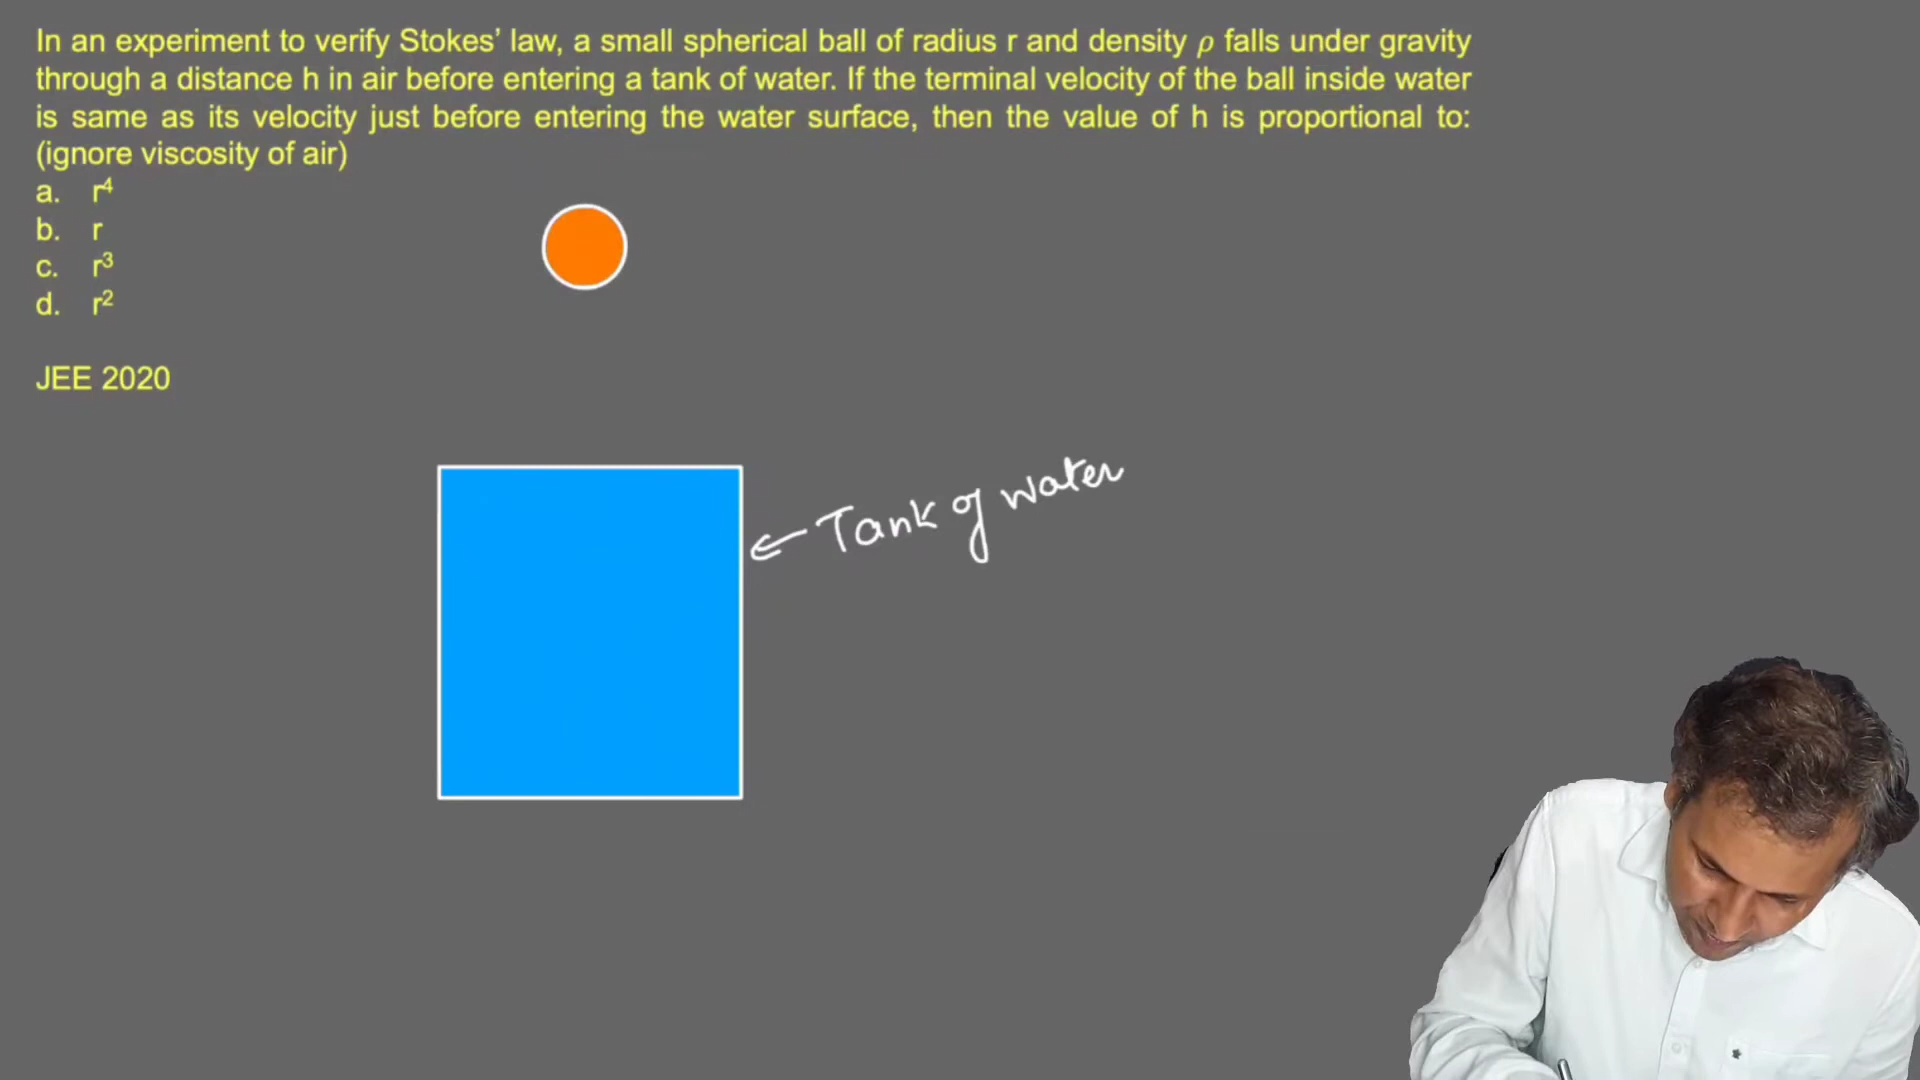 In an experiment to verify Stokes’ law, a small spherical ball of radius r and density ρ falls under gravity
through a distance h in air before entering a tank of water. If the terminal velocity of the ball inside water
is same as its velocity just before entering the water surface, then the value of h is proportional to:
(ignore viscosity of air)
a. r⁴
b. r
c. r³
d. r²
JEE 2020
Tank of water